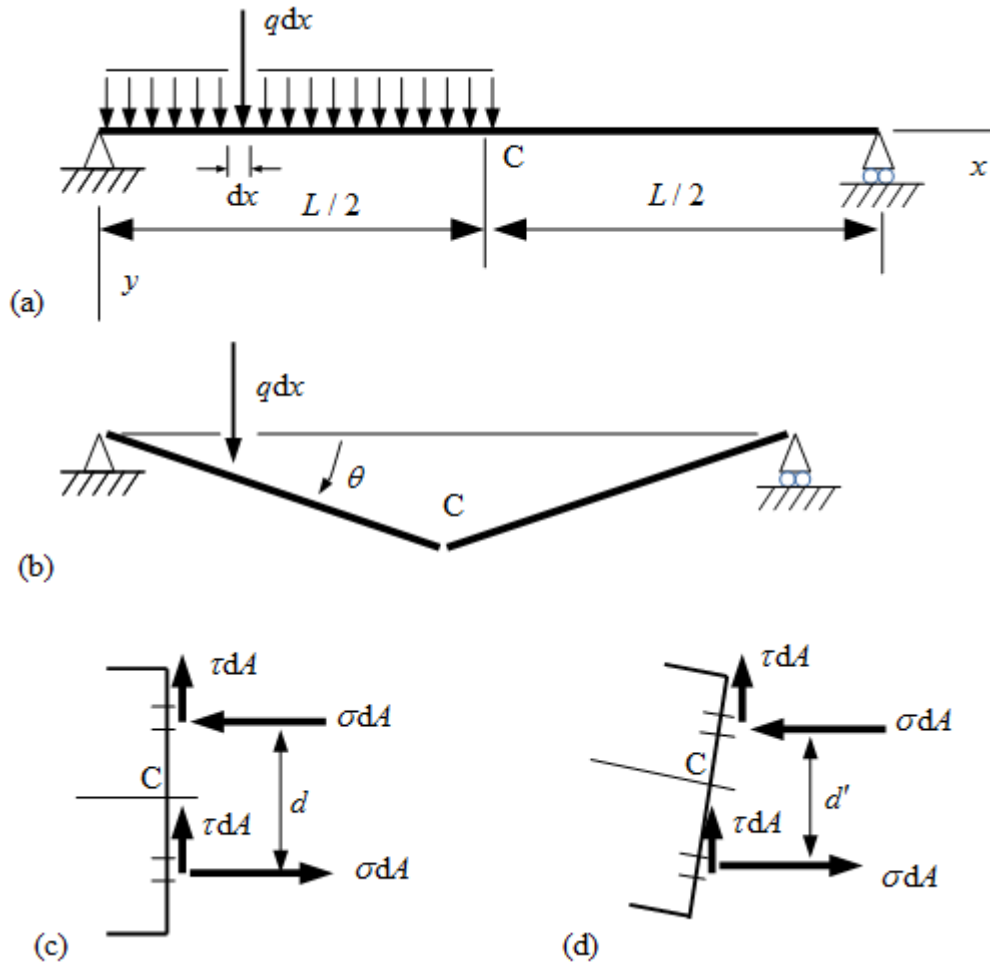 qdx
C
x
dx
L / 2
L / 2
y
(a)
qdx
θ
C
(b)
τdA
σdA
C
d
τdA
σdA
(c)
τdA
σdA
C
d'
τdA
σdA
(d)